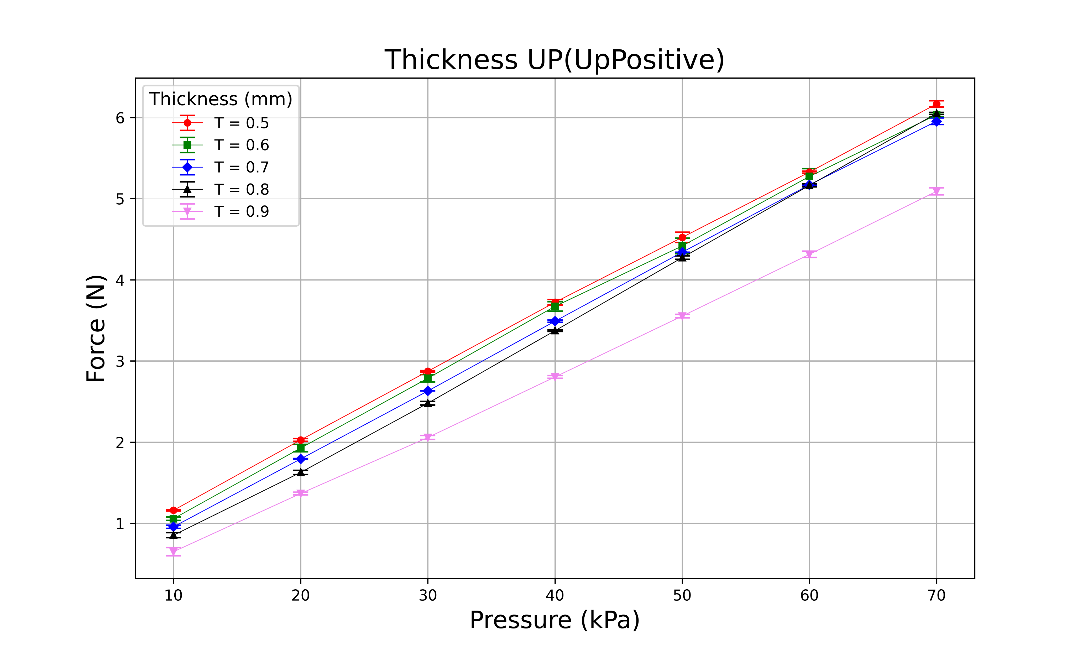 Thickness UP(UpPositive)
Thickness (mm)
T = 0.5
T = 0.6
T = 0.7
T = 0.8
T = 0.9
Force (N)
6
5
4
3
2
1
10 20 30 40 50 60 70
Pressure (kPa)